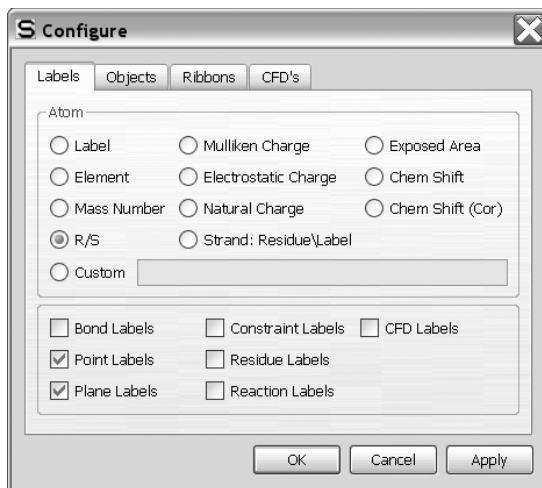 S Configure
Labels Objects Ribbons CFD's
Atom
Label Mulliken Charge Exposed Area
Element Electrostatic Charge Chem Shift
Mass Number Natural Charge Chem Shift (Cor)
R/S Strand: Residue\Label
Custom
Bond Labels Constraint Labels CFD Labels
Point Labels Residue Labels
Plane Labels Reaction Labels
OK Cancel Apply